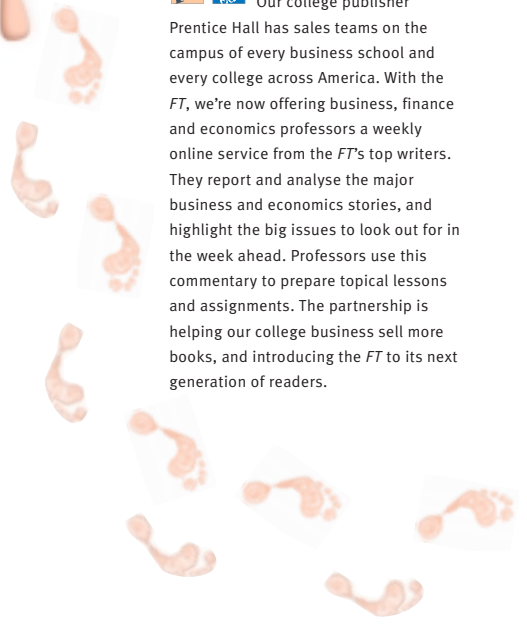 Our college publisher
Prentice Hall has sales teams on the
campus of every business school and
every college across America. With the
FT, we’re now offering business, finance
and economics professors a weekly
online service from the FT’s top writers.
They report and analyse the major
business and economics stories, and
highlight the big issues to look out for in
the week ahead. Professors use this
commentary to prepare topical lessons
and assignments. The partnership is
helping our college business sell more
books, and introducing the FT to its next
generation of readers.